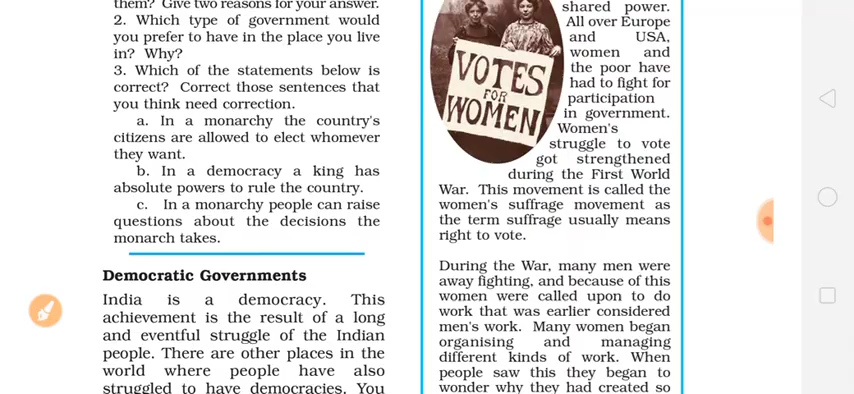 them? Give two reasons for your answer.
2. Which type of government would
you prefer to have in the place you live
in? Why?
3. Which of the statements below is
correct? Correct those sentences that
you think need correction.
a. In a monarchy the country's
citizens are allowed to elect whomever
they want.
b. In a democracy a king has
absolute powers to rule the country.
c. In a monarchy people can raise
questions about the decisions the
monarch takes.
Democratic Governments
India is a democracy. This
achievement is the result of a long
and eventful struggle of the Indian
people. There are other places in the
world where people have also
struggled to have democracies. You
VOTES
FOR
WOMEN
shared power.
All over Europe
and USA,
women and
the poor have
had to fight for
participation
in government.
Women's
struggle to vote
got strengthened
during the First World
War. This movement is called the
women's suffrage movement as
the term suffrage usually means
right to vote.
During the War, many men were
away fighting, and because of this
women were called upon to do
work that was earlier considered
men's work. Many women began
organising and managing
different kinds of work. When
people saw this they began to
wonder why they had created so